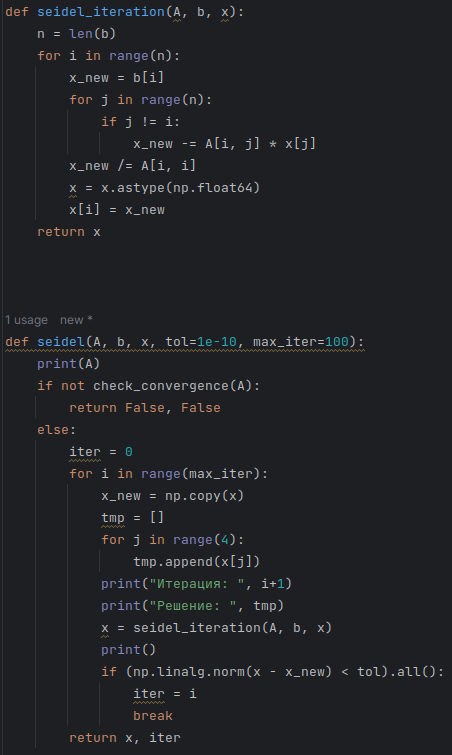 def seidel_iteration(A, b, x):
    n = len(b)
    for i in range(n):
        x_new = b[i]
        for j in range(n):
            if j != i:
                x_new -= A[i, j] * x[j]
        x_new /= A[i, i]
        x = x.astype(np.float64)
        x[i] = x_new
    return x
1 usage   new *
def seidel(A, b, x, tol=1e-10, max_iter=100):
    print(A)
    if not check_convergence(A):
        return False, False
    else:
        iter = 0
        for i in range(max_iter):
            x_new = np.copy(x)
            tmp = []
            for j in range(4):
                tmp.append(x[j])
            print("Итерация: ", i+1)
            print("Решение: ", tmp)
            x = seidel_iteration(A, b, x)
            print()
            if (np.linalg.norm(x - x_new) < tol).all():
                iter = i
                break
        return x, iter